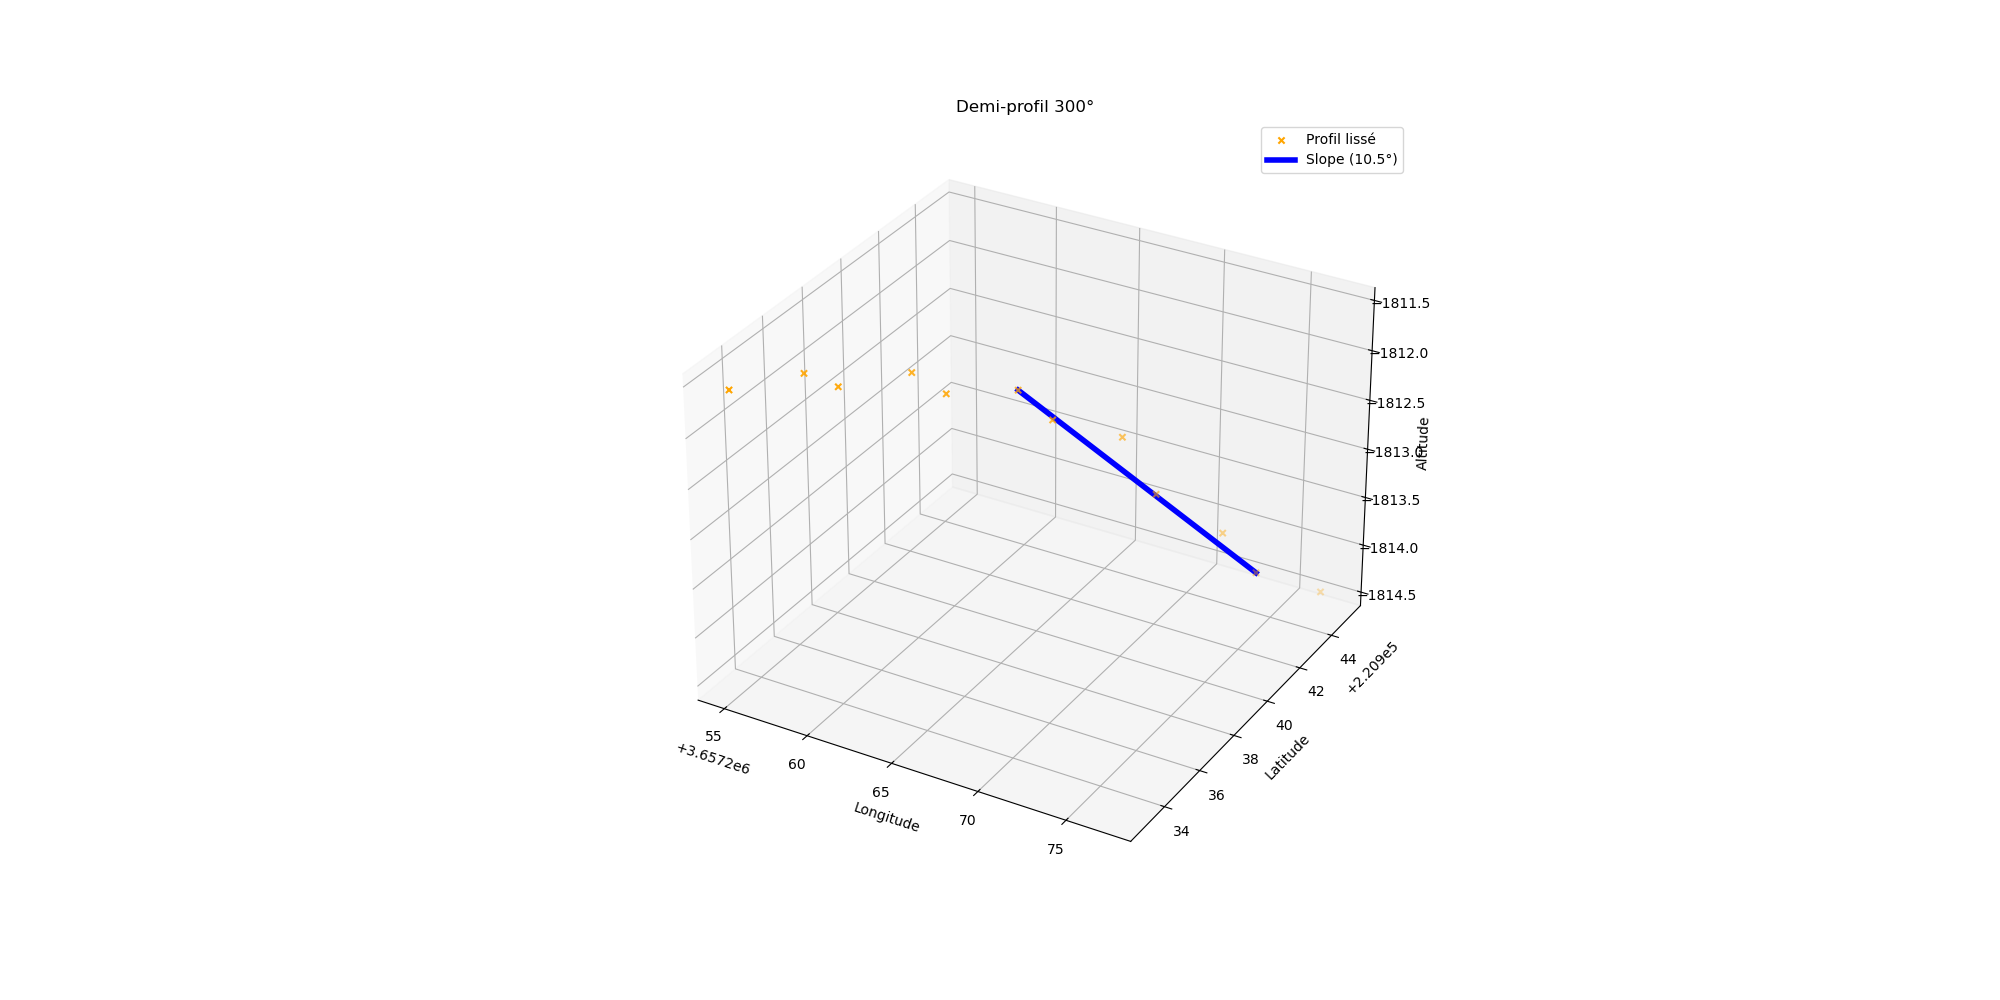 Demi-profil 300°
Profil lissé
Slope (10.5°)
−1811.5
−1812.0
−1812.5
−1813.0
−1813.5
−1814.0
−1814.5
Altitude
44
42
40
38
36
34
+2.209e5
Latitude
55
60
65
70
75
+3.6572e6
Longitude